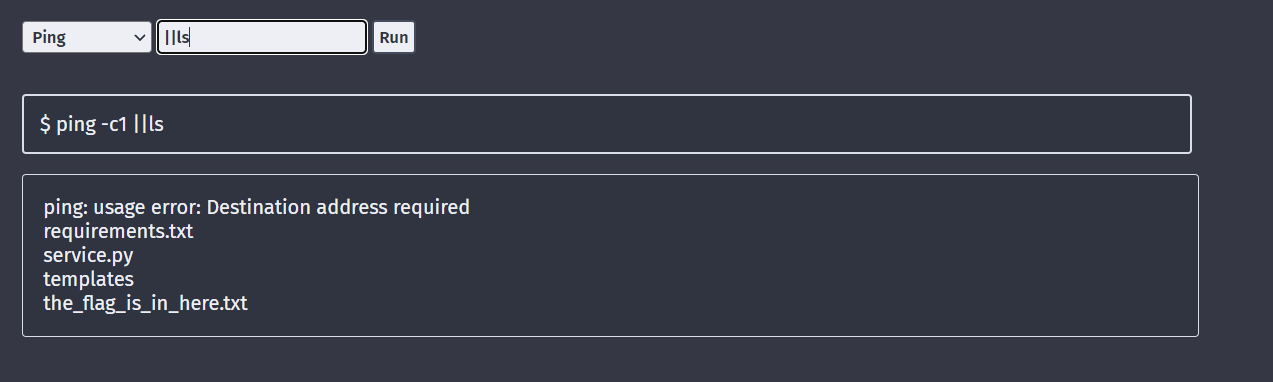 Ping ||ls Run
$ ping -c1 ||ls
ping: usage error: Destination address required
requirements.txt
service.py
templates
the_flag_is_in_here.txt